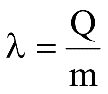 λ = Q/m